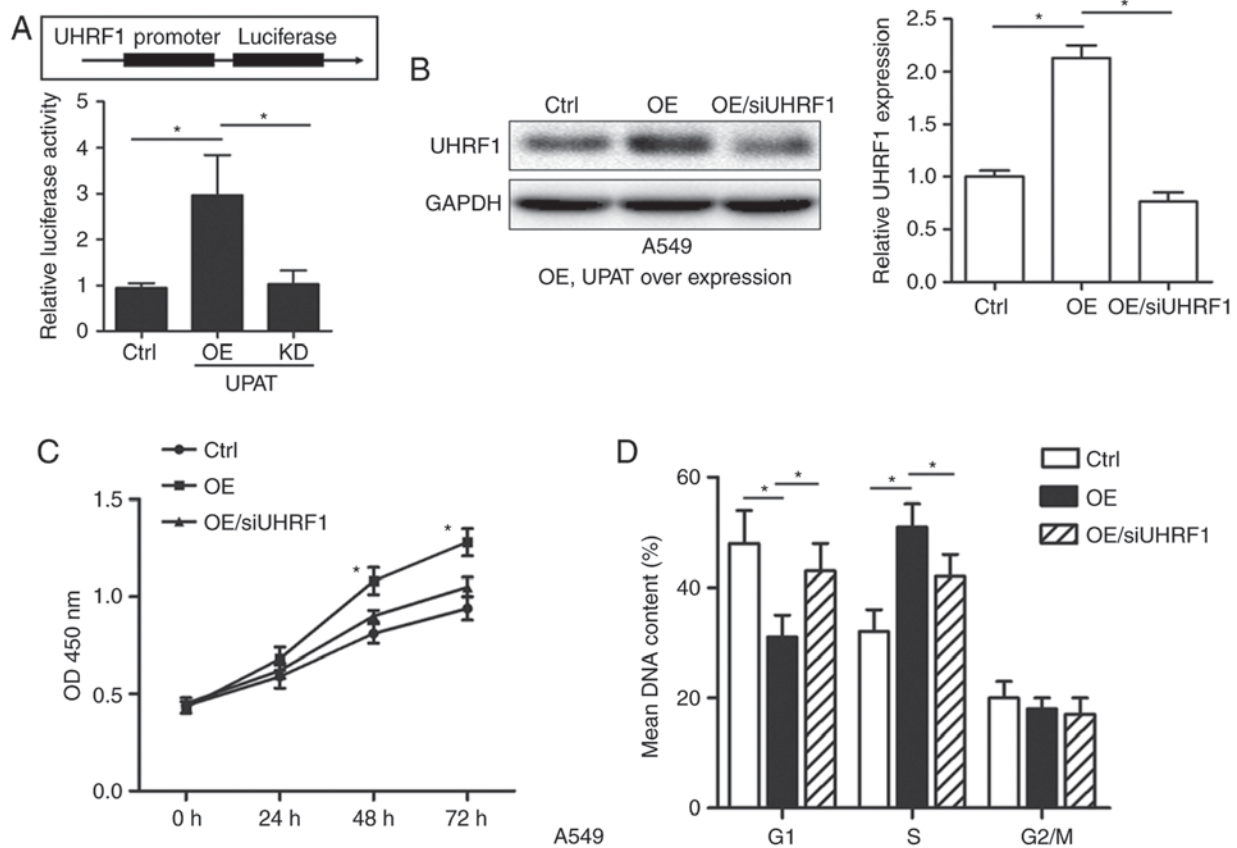 A
UHRF1 promoter Luciferase
Relative luciferase activity
5
4
3
2
1
0
*
*
Ctrl OE KD
UPAT
B
Ctrl OE OE/siUHRF1
UHRF1
GAPDH
A549
OE, UPAT over expression
Relative UHRF1 expression
2.5
2.0
1.5
1.0
0.5
0.0
*
*
Ctrl OE OE/siUHRF1
C
Ctrl
OE
OE/siUHRF1
OD 450 nm
1.5
1.0
0.5
0.0
*
*
0 h 24 h 48 h 72 h
A549
D
Ctrl
OE
OE/siUHRF1
Mean DNA content (%)
60
40
20
0
* *
* *
G1 S G2/M